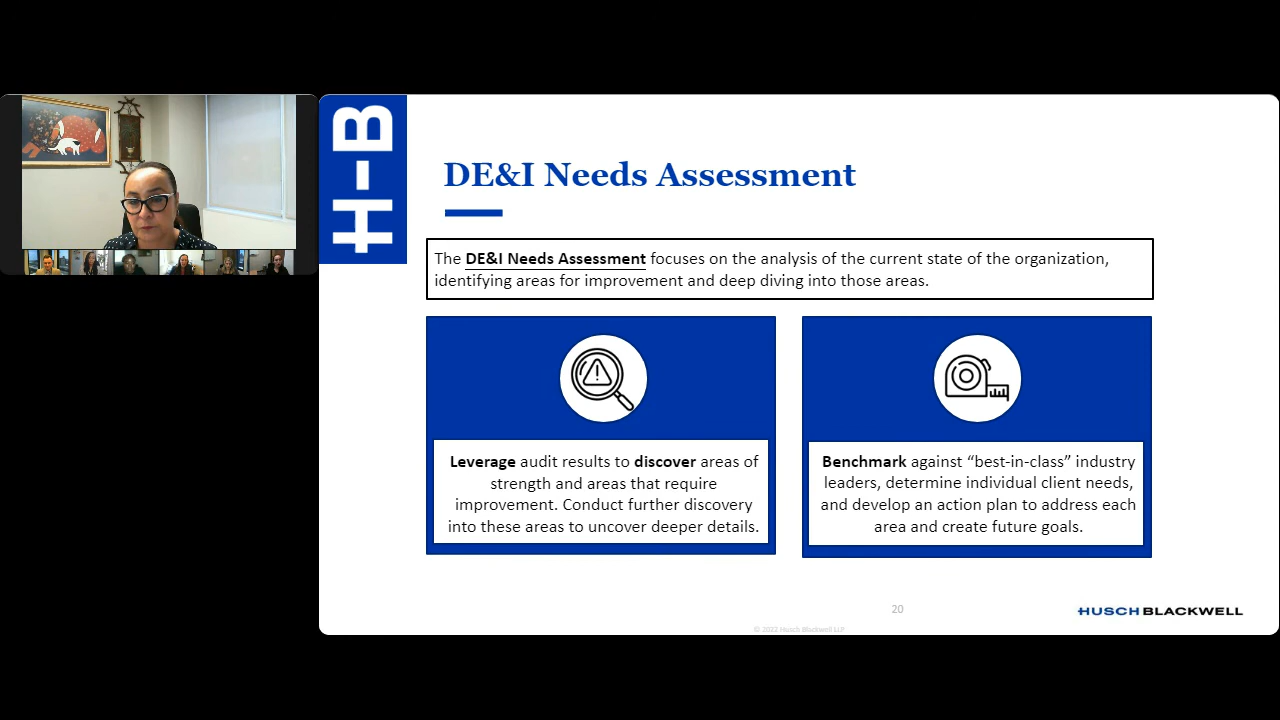 H-B
DE&I Needs Assessment
The DE&I Needs Assessment focuses on the analysis of the current state of the organization,
identifying areas for improvement and deep diving into those areas.
Leverage audit results to discover areas of
strength and areas that require
improvement. Conduct further discovery
into these areas to uncover deeper details.
Benchmark against “best-in-class” industry
leaders, determine individual client needs,
and develop an action plan to address each
area and create future goals.
20
HUSCH BLACKWELL
© 2022 Husch Blackwell LLP